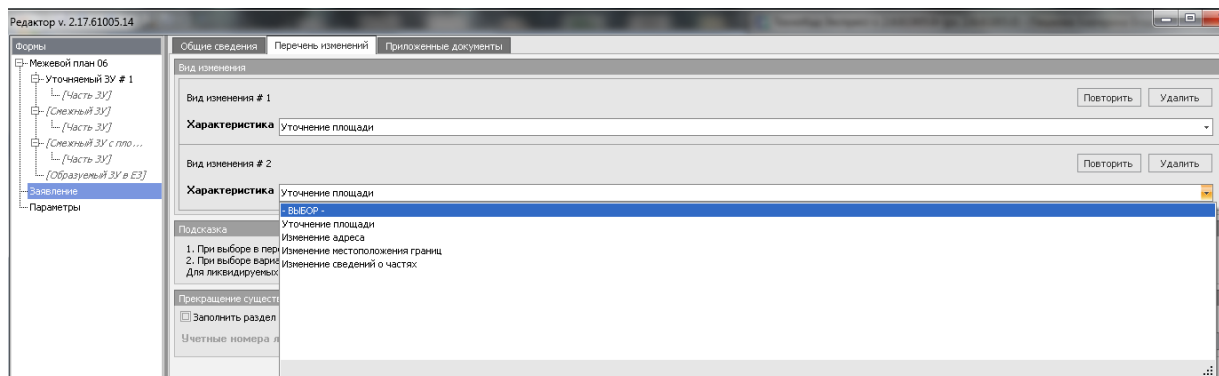 Редактор v. 2.17.61005.14
Формы
Межевой план 06
Уточняемый ЗУ # 1
[Часть ЗУ]
[Смежный ЗУ]
[Часть ЗУ]
[Смежный ЗУ с пло...
[Часть ЗУ]
[Образуемый ЗУ в ЕЗ]
Заявление
Параметры
Общие сведения Перечень изменений Приложенные документы
Вид изменения
Вид изменения # 1 Повторить Удалить
Характеристика Уточнение площади
Вид изменения # 2 Повторить Удалить
Характеристика Уточнение площади
- ВЫБОР -
Уточнение площади
Изменение адреса
Изменение местоположения границ
Изменение сведений о частях
Подсказка
1. При выборе в пер
2. При выборе вариа
Для ликвидируемых
Прекращение существ
Заполнить раздел
Учетные номера л